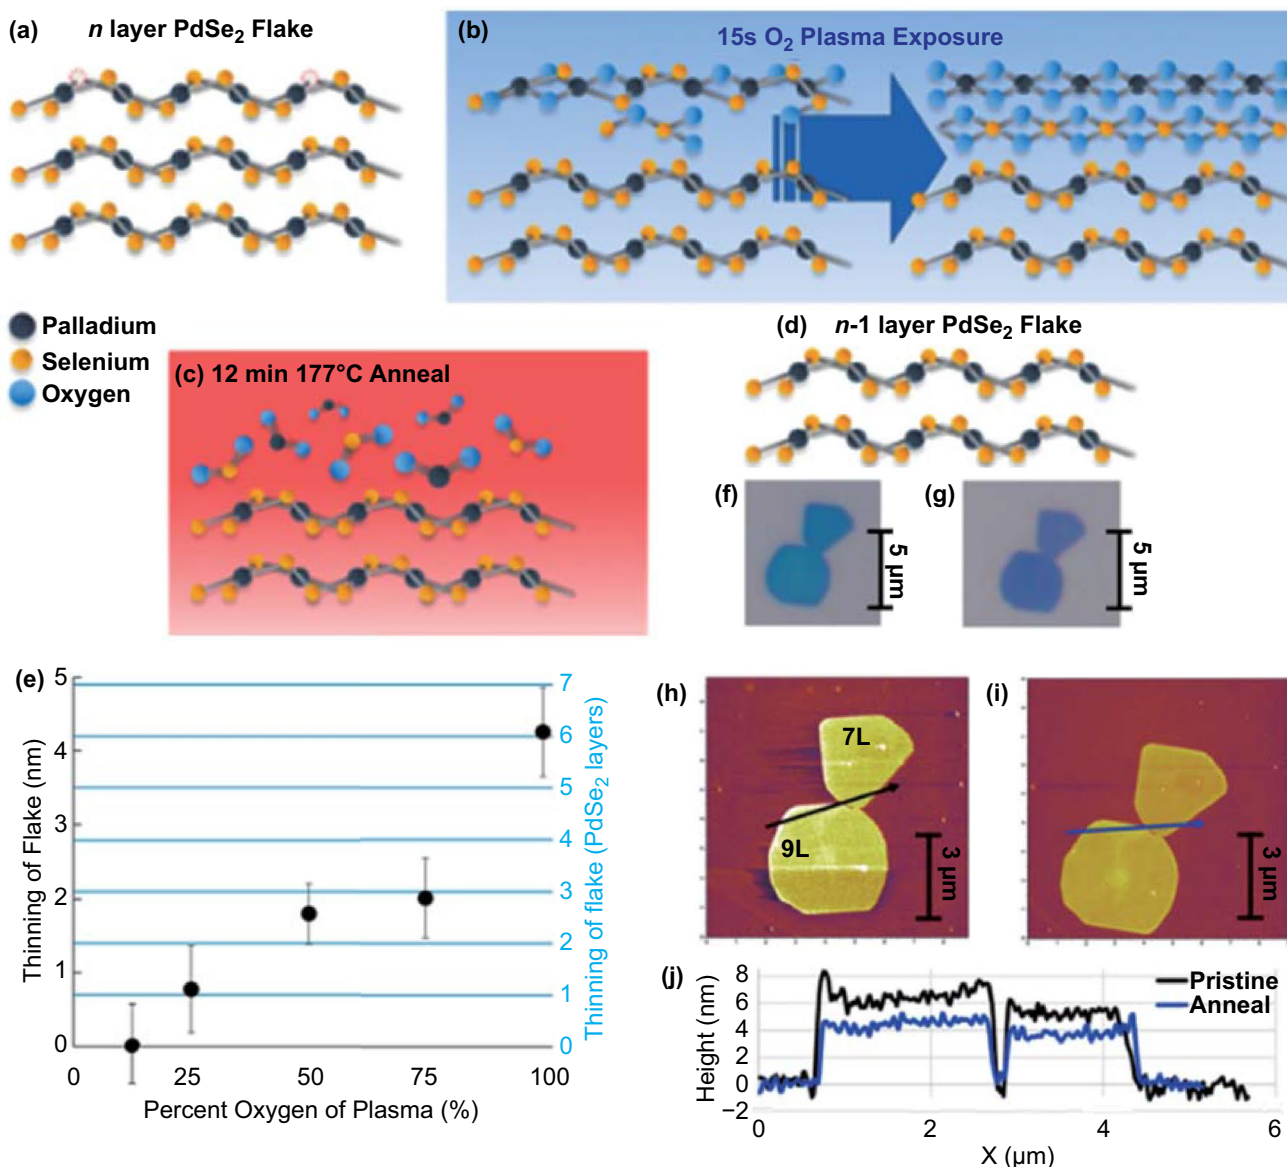 (a) n layer PdSe2 Flake
(b) 15s O2 Plasma Exposure
Palladium
Selenium
Oxygen
(c) 12 min 177°C Anneal
(d) n-1 layer PdSe2 Flake
(f)
5 μm
(g)
5 μm
(e)
5
4
3
2
1
0
Thinning of Flake (nm)
7
6
5
4
3
2
1
0
Thinning of flake (PdSe2 layers)
0 25 50 75 100
Percent Oxygen of Plasma (%)
(h)
7L
9L
3 μm
(i)
3 μm
(j)
8
6
4
2
0
−2
Height (nm)
Pristine
Anneal
0 2 4 6
X (μm)